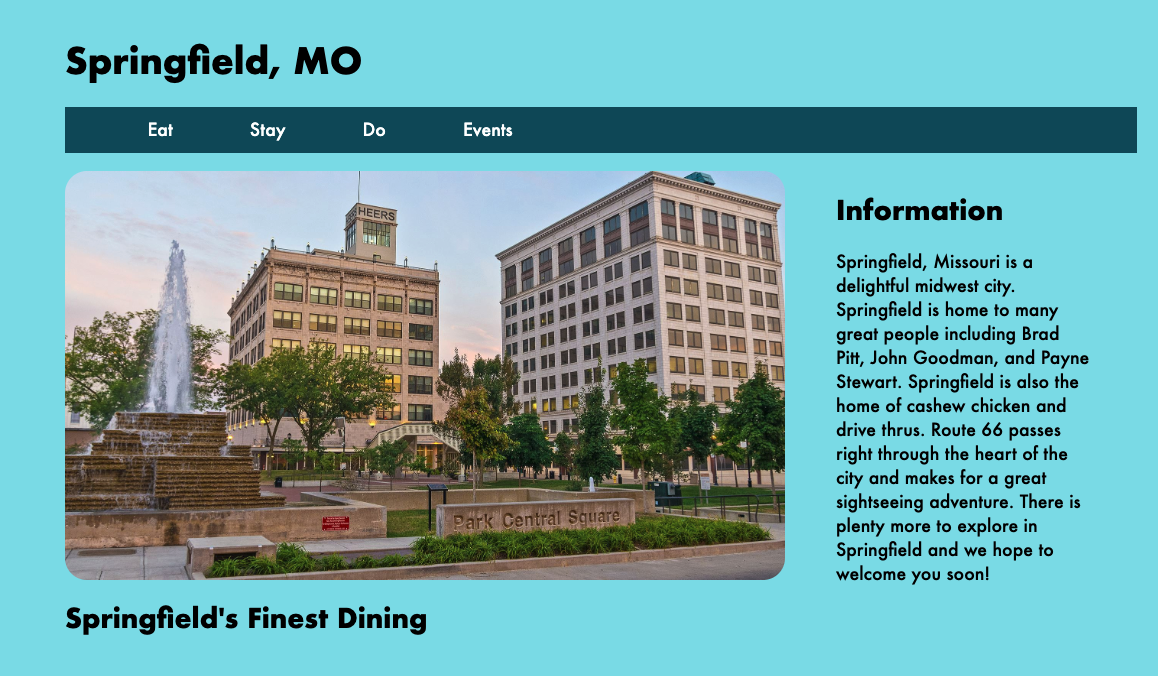 Springfield, MO
Eat Stay Do Events
HEERS
Park Central Square
Information
Springfield, Missouri is a
delightful midwest city.
Springfield is home to many
great people including Brad
Pitt, John Goodman, and Payne
Stewart. Springfield is also the
home of cashew chicken and
drive thrus. Route 66 passes
right through the heart of the
city and makes for a great
sightseeing adventure. There is
plenty more to explore in
Springfield and we hope to
welcome you soon!
Springfield's Finest Dining